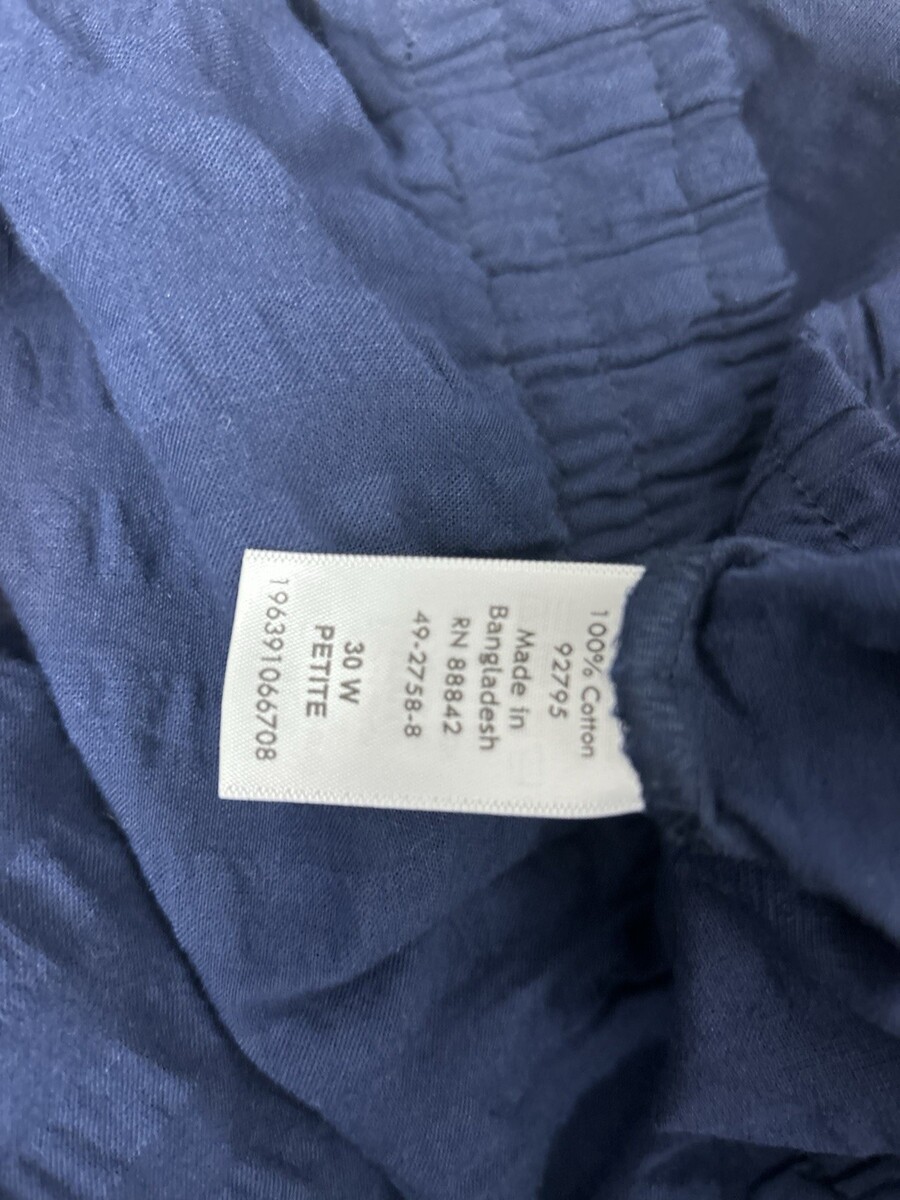 100% Cotton
92795
Made in
Bangladesh
RN 88842
49-2758-8
30 W
PETITE
196391066708